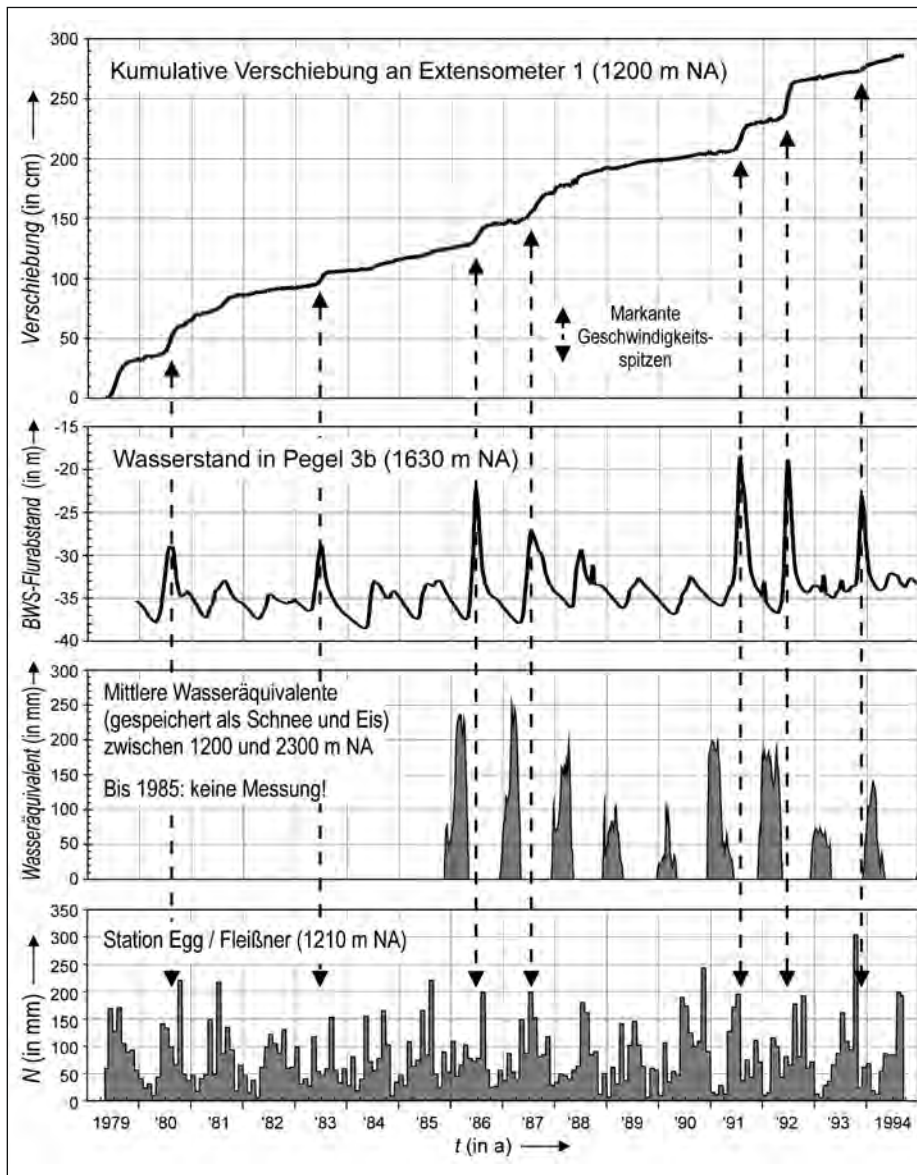 300
Kumulative Verschiebung an Extensometer 1 (1200 m NA)
250
200
150
100
50
0
Verschiebung (in cm)
Markante
Geschwindigkeits-
spitzen
-15
Wasserstand in Pegel 3b (1630 m NA)
-20
-25
-30
-35
-40
BWS-Flurabstand (in m)
300
Mittlere Wasseräquivalente
(gespeichert als Schnee und Eis)
zwischen 1200 und 2300 m NA
Bis 1985: keine Messung!
250
200
150
100
50
0
Wasseräquivalent (in mm)
350
Station Egg / Fleißner (1210 m NA)
300
250
200
150
100
50
0
N (in mm)
1979 '80 '81 '82 '83 '84 '85 '86 '87 '88 '89 '90 '91 '92 '93 1994
t (in a)